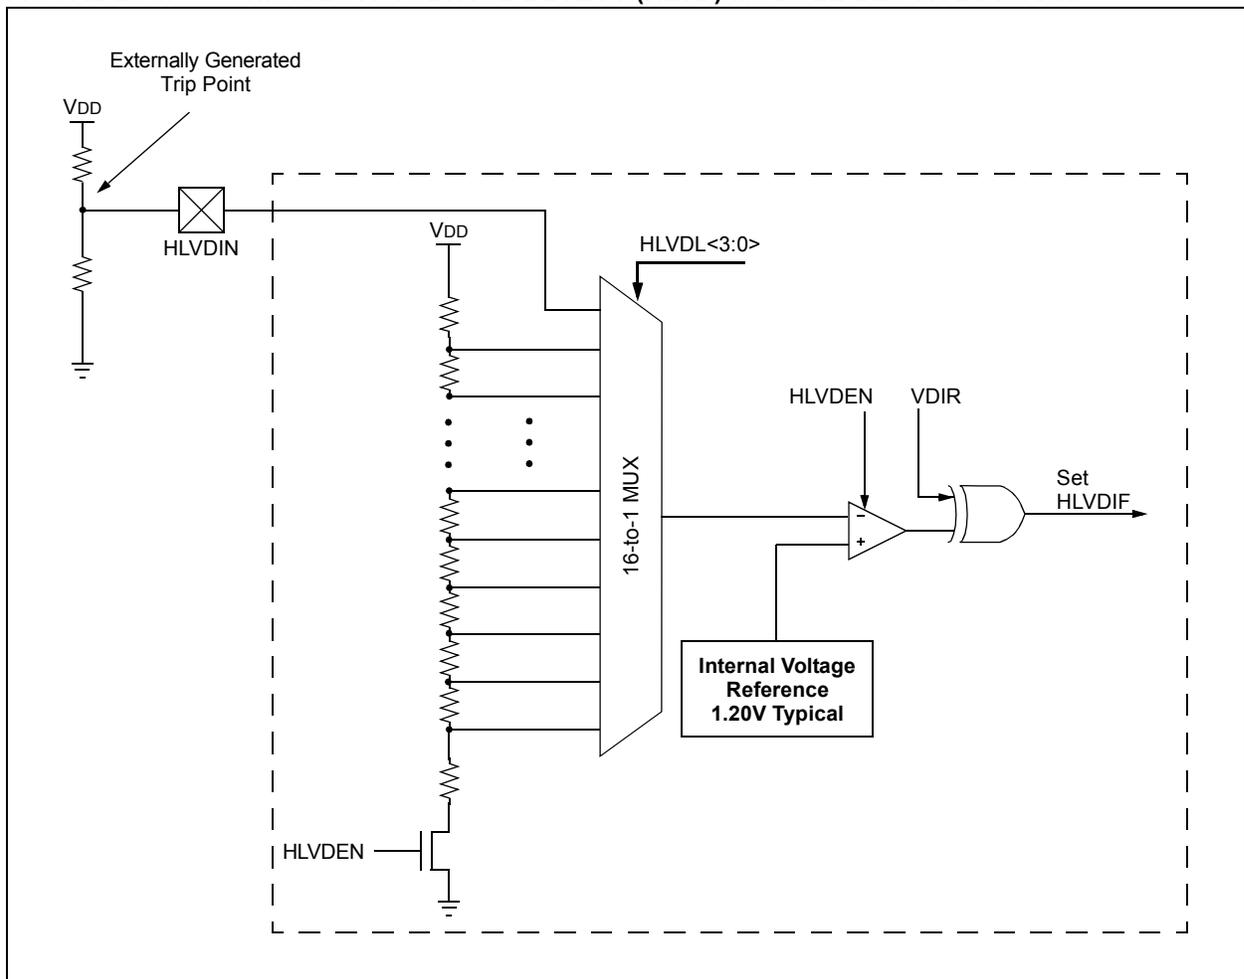 Externally Generated
Trip Point
VDD
HLVDIN
VDD
HLVDL<3:0>
16-to-1 MUX
HLVDEN
VDIR
Set
HLVDIF
−
+
Internal Voltage
Reference
1.20V Typical
HLVDEN